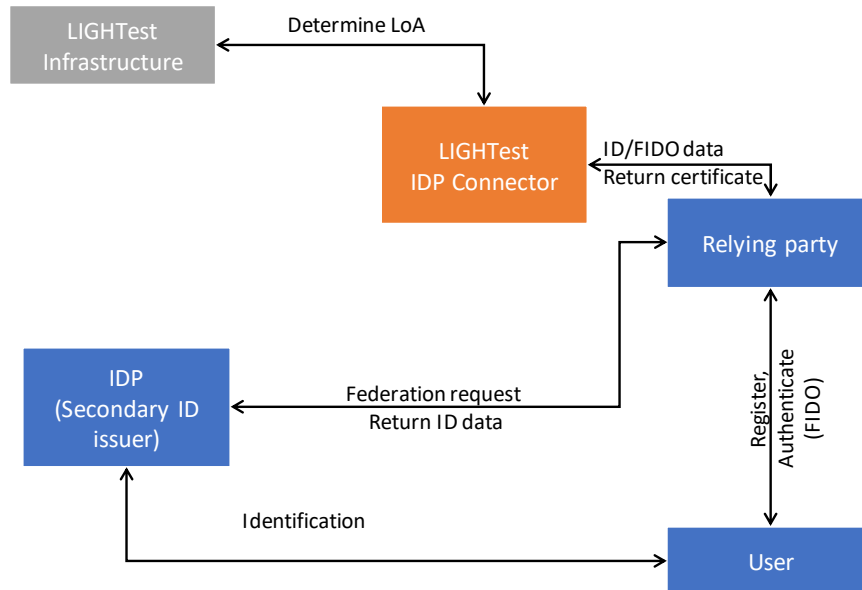 LIGHTest
Infrastructure
Determine LoA
LIGHTest
IDP Connector
ID/FIDO data
Return certificate
Relying party
IDP
(Secondary ID
issuer)
Federation request
Return ID data
Register,
Authenticate
(FIDO)
Identification
User